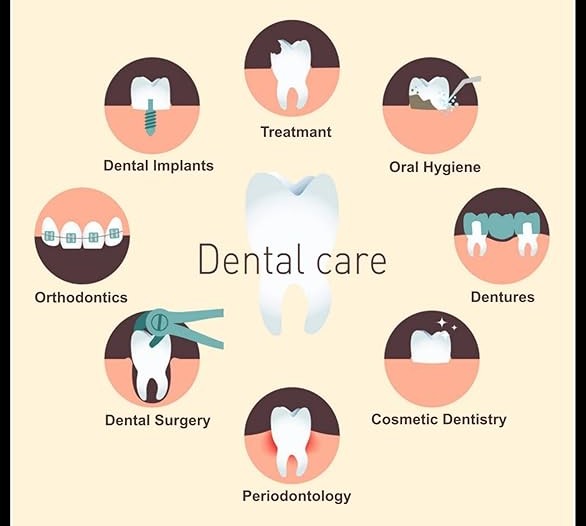 Treatmant
Dental Implants
Oral Hygiene
Dental care
Orthodontics
Dentures
Dental Surgery
Cosmetic Dentistry
Periodontology